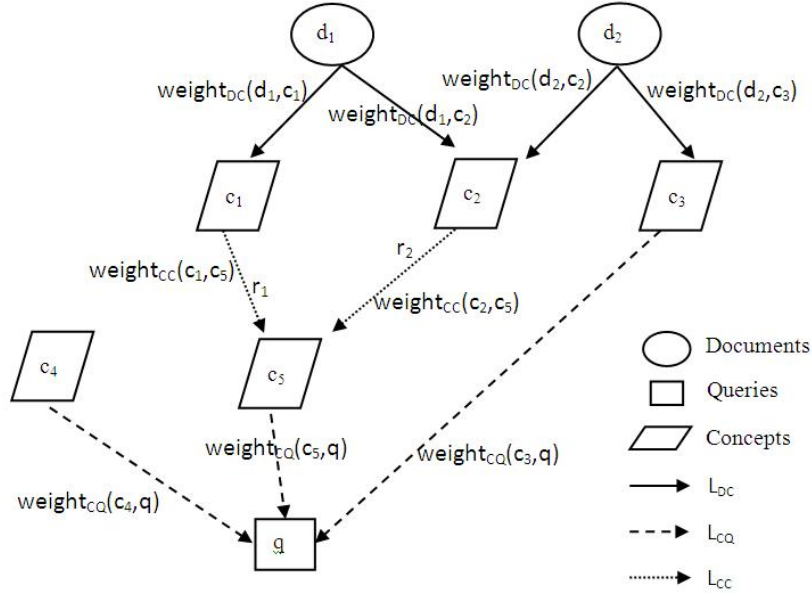 d₁
d₂
weightDC(d₁,c₁)
weightDC(d₁,c₂)
weightDC(d₂,c₂)
weightDC(d₂,c₃)
c₁
c₂
c₃
weightCC(c₁,c₅)
r₁
r₂
weightCC(c₂,c₅)
c₄
c₅
Documents
Queries
Concepts
weightCQ(c₄,q)
weightCQ(c₅,q)
weightCQ(c₃,q)
LDC
q
LCQ
LCC